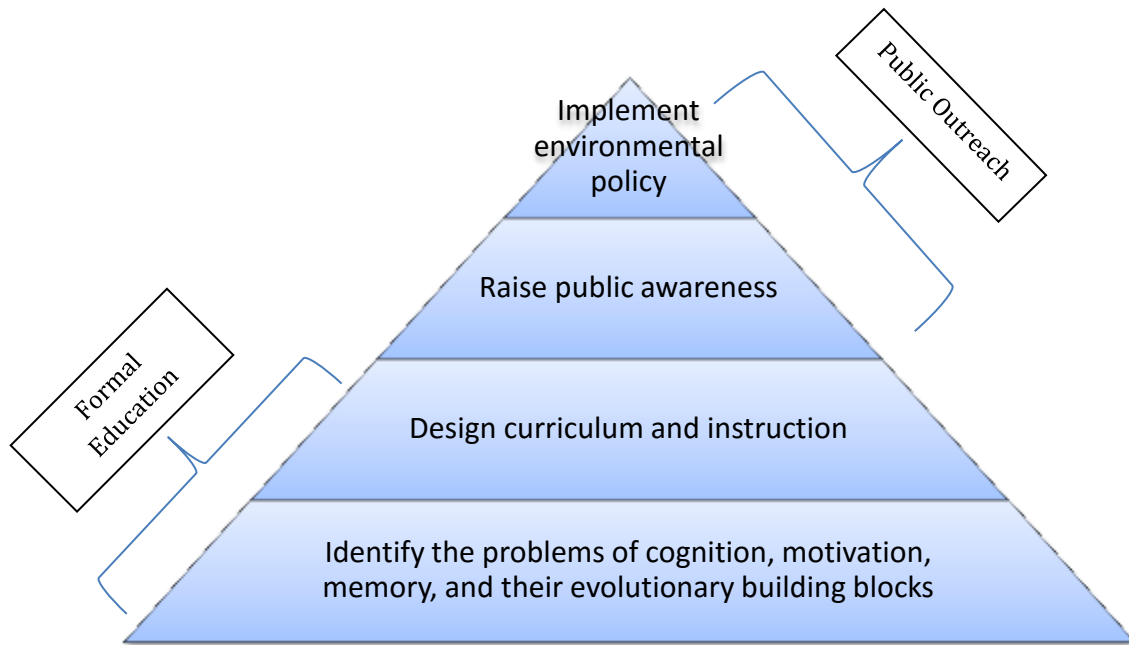 Public Outreach
Implement
environmental
policy
Raise public awareness
Formal
Education
Design curriculum and instruction
Identify the problems of cognition, motivation,
memory, and their evolutionary building blocks